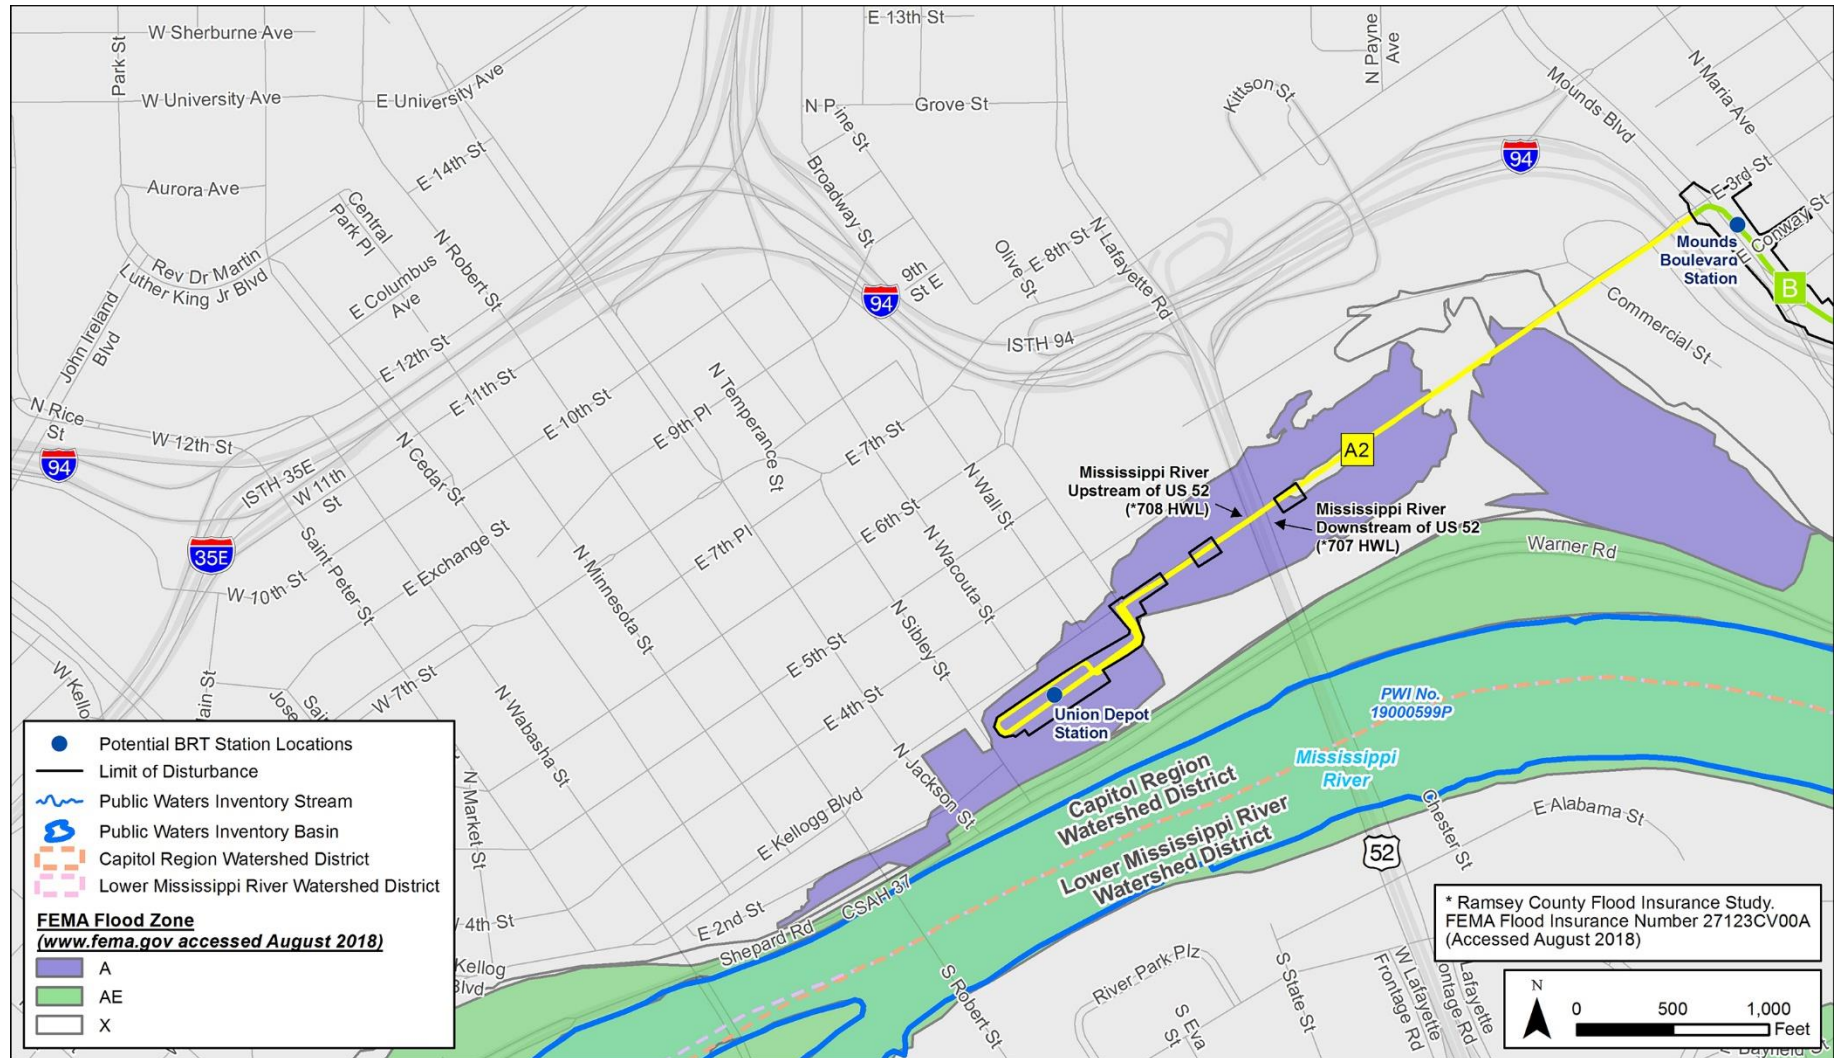 W Sherburne Ave
Park St
E 13th St
N Payne
Ave
W University Ave
E University Ave
N Pine St
Grove St
Kittson St
Mounds Blvd
N Maria Ave
94
E 14th St
Broadway St
Aurora Ave
Central
Park Pl
E 3rd St
Conway St
Mounds
Boulevard
Station
B
N Robert St
Olive St
E 8th St
N Lafayette Rd
9th
St E
94
Rev Dr Martin
Luther King Jr Blvd
E Columbus
Ave
John Ireland
Blvd
E 12th St
ISTH 94
Commercial St
N Rice
St
W 12th St
94
E 11th St
E 10th St
E 9th Pl
N Temperance St
E 7th St
N Cedar St
ISTH 35E
W 11th
St
35E
W 10th St
Saint Peter St
E Exchange St
N Minnesota St
E 7th Pl
E 6th St
N Wall St
N Wacouta St
N Sibley St
A2
Mississippi River
Upstream of US 52
(*708 HWL)
Mississippi River
Downstream of US 52
(*707 HWL)
Warner Rd
E 5th St
E 4th St
W 7th St
N Wabasha St
N Jackson St
Union Depot
Station
PWI No.
19000599P
Mississippi
River
Capitol Region
Watershed District
Lower Mississippi River
Watershed District
Chester St
E Alabama St
52
E Kellogg Blvd
N Market St
E 2nd St
Shepard Rd
CSAH 37
S Robert St
River Park Plz
S Eva
St
S State St
W Lafayette
Frontage Rd
Lafayette
Frontage Rd
Potential BRT Station Locations
Limit of Disturbance
Public Waters Inventory Stream
Public Waters Inventory Basin
Capitol Region Watershed District
Lower Mississippi River Watershed District
FEMA Flood Zone
(www.fema.gov accessed August 2018)
A
AE
X
* Ramsey County Flood Insurance Study.
FEMA Flood Insurance Number 27123CV00A
(Accessed August 2018)
N
0 500 1,000
Feet